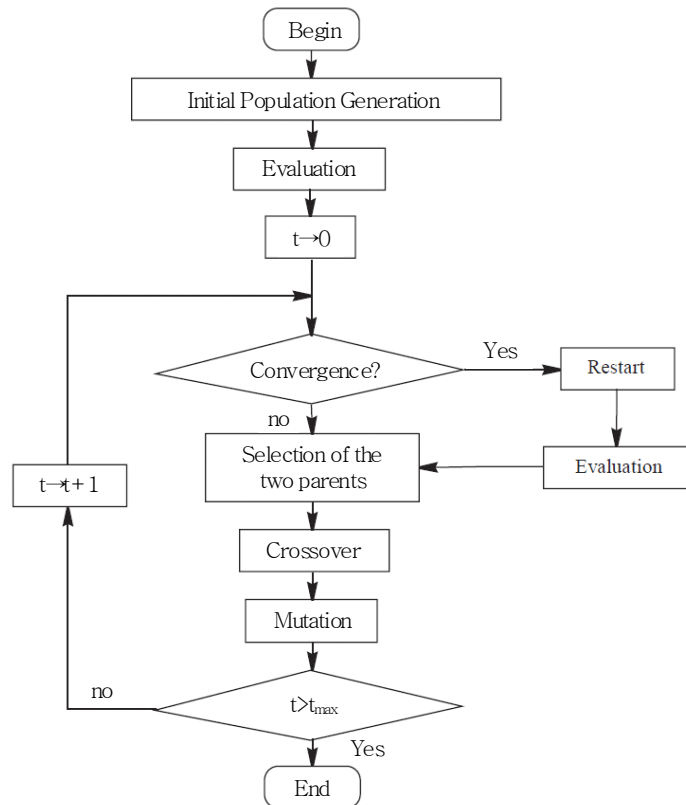 Begin
Initial Population Generation
Evaluation
t→0
Convergence?
Yes
Restart
no
Selection of the
two parents
Evaluation
t→t+1
Crossover
Mutation
no
t>tmax
Yes
End